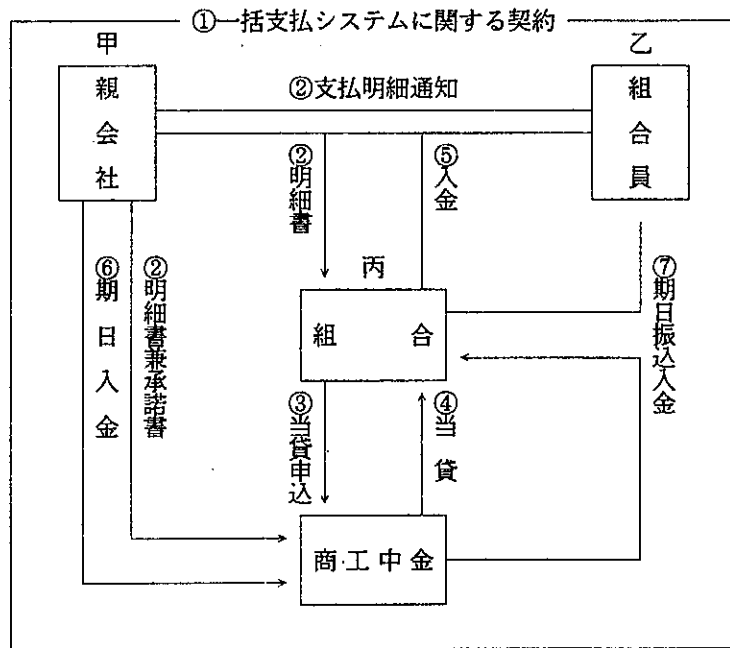 ①一括支払システムに関する契約
甲
乙
親会社
②支払明細通知
組合員
②明細書
⑤入金
丙
⑥期日入金
②明細書兼承諾書
⑦期日振込入金
組合
③当貸申込
④当貸
商工中金